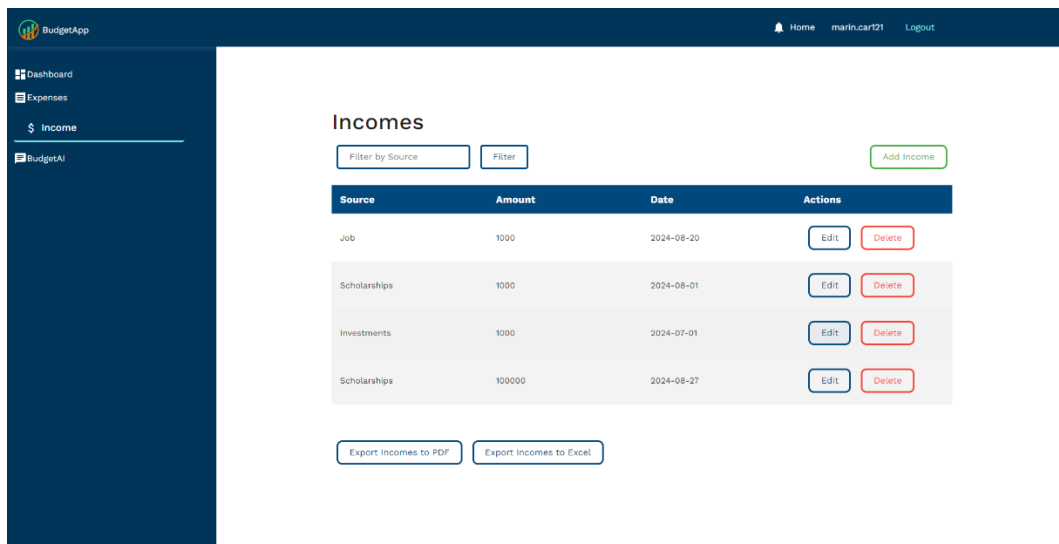 BudgetApp
Home marin.car121 Logout
Dashboard
Expenses
$ Income
BudgetAI
Incomes
Filter by Source Filter Add Income
Source Amount Date Actions
Job 1000 2024-08-20 Edit Delete
Scholarships 1000 2024-08-01 Edit Delete
Investments 1000 2024-07-01 Edit Delete
Scholarships 100000 2024-08-27 Edit Delete
Export Incomes to PDF Export Incomes to Excel